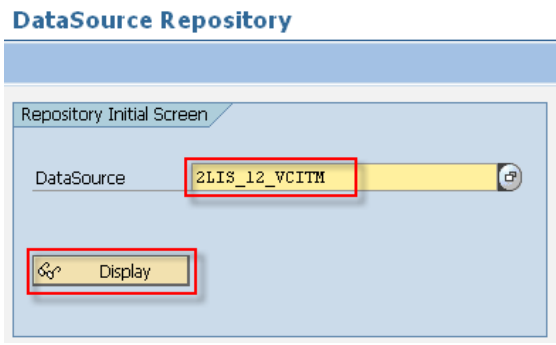 DataSource Repository
Repository Initial Screen
DataSource 2LIS_12_VCITM
Display